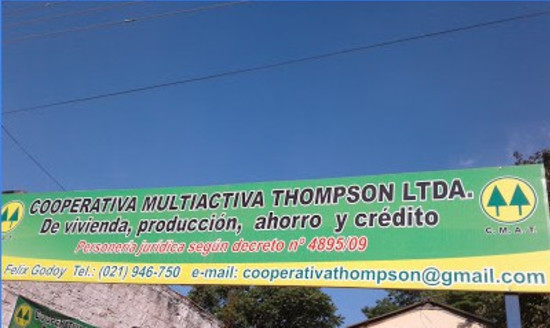 COOPERATIVA MULTIACTIVA THOMPSON LTDA.
De vivienda, producción, ahorro y crédito
Personería jurídica según decreto nº 4895/09
Felix Godoy Tel.: (021) 946-750 e-mail: cooperativathompson@gmail.com
C. M. A. T.